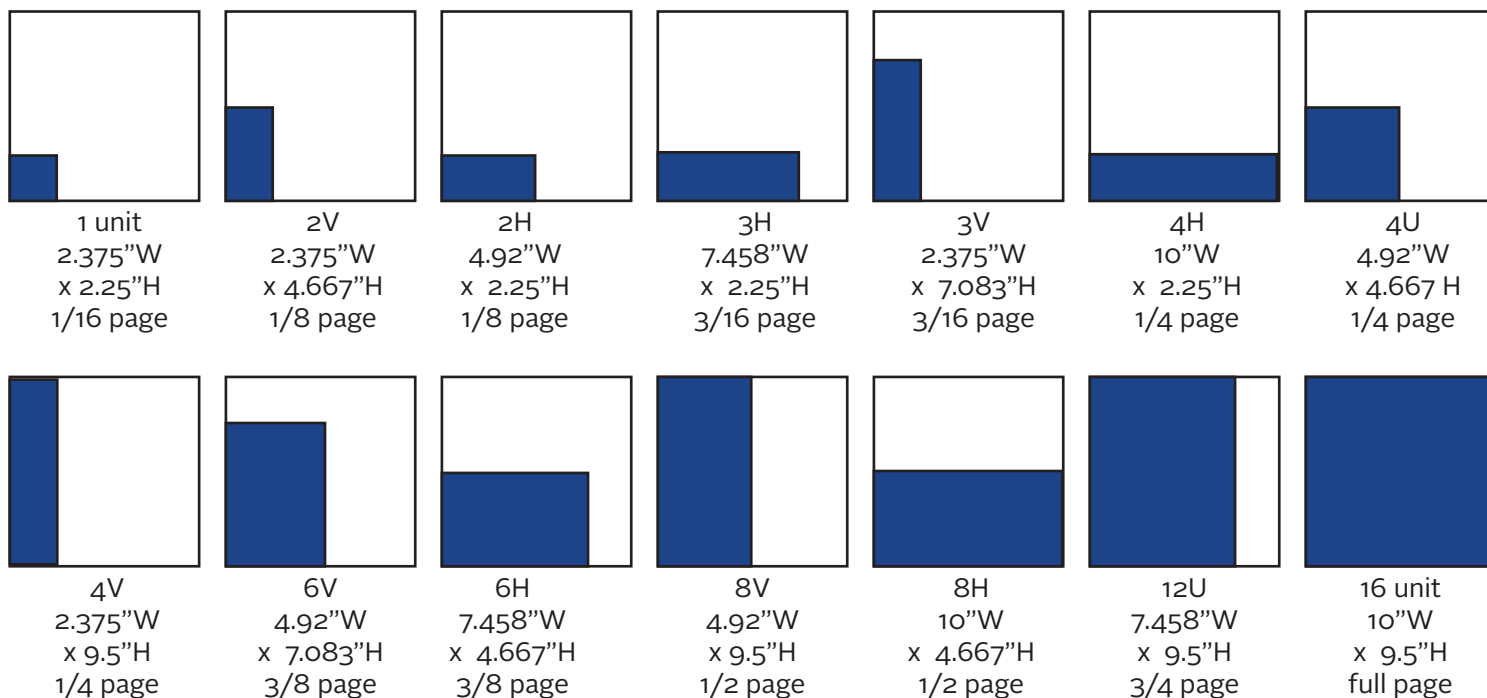 1 unit
2.375”W
x 2.25”H
1/16 page
2V
2.375”W
x 4.667”H
1/8 page
2H
4.92”W
x 2.25”H
1/8 page
3H
7.458”W
x 2.25”H
3/16 page
3V
2.375”W
x 7.083”H
3/16 page
4H
10”W
x 2.25”H
1/4 page
4U
4.92”W
x 4.667 H
1/4 page
4V
2.375”W
x 9.5”H
1/4 page
6V
4.92”W
x 7.083”H
3/8 page
6H
7.458”W
x 4.667”H
3/8 page
8V
4.92”W
x 9.5”H
1/2 page
8H
10”W
x 4.667”H
1/2 page
12U
7.458”W
x 9.5”H
3/4 page
16 unit
10”W
x 9.5”H
full page